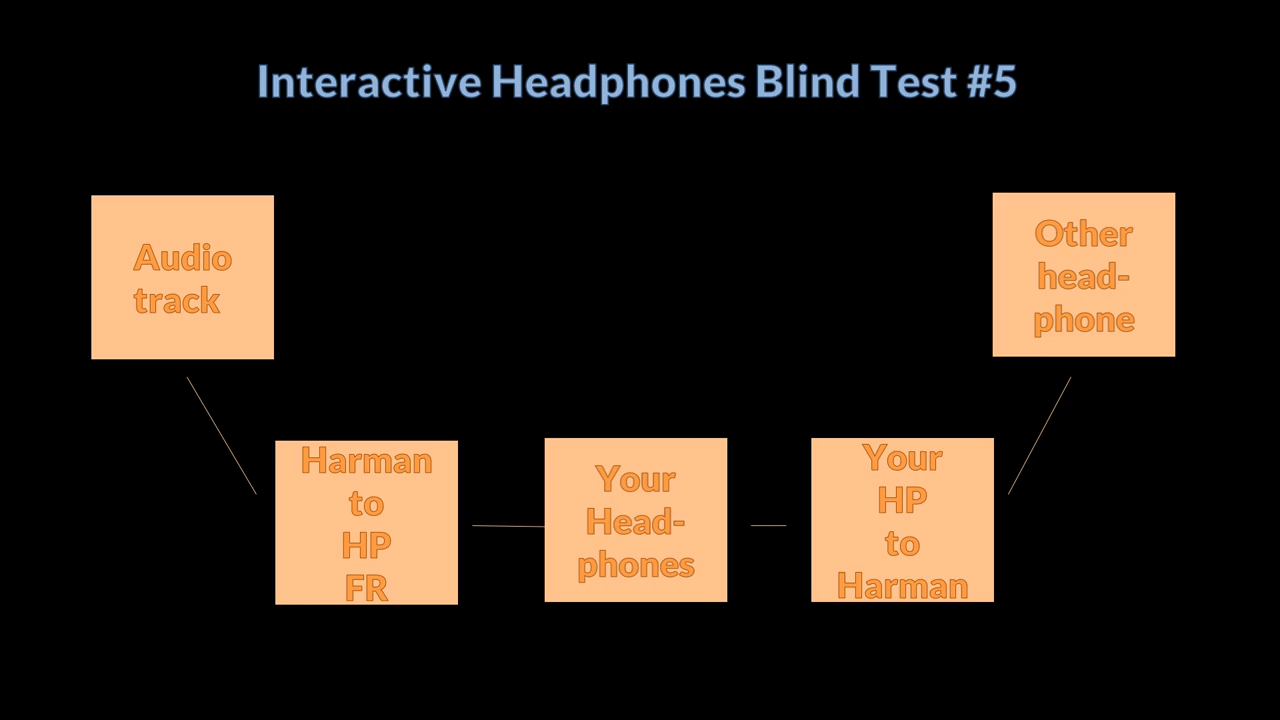 Interactive Headphones Blind Test #5
Audio
track
Harman
to
HP
FR
Your
Head-
phones
Your
HP
to
Harman
Other
head-
phone